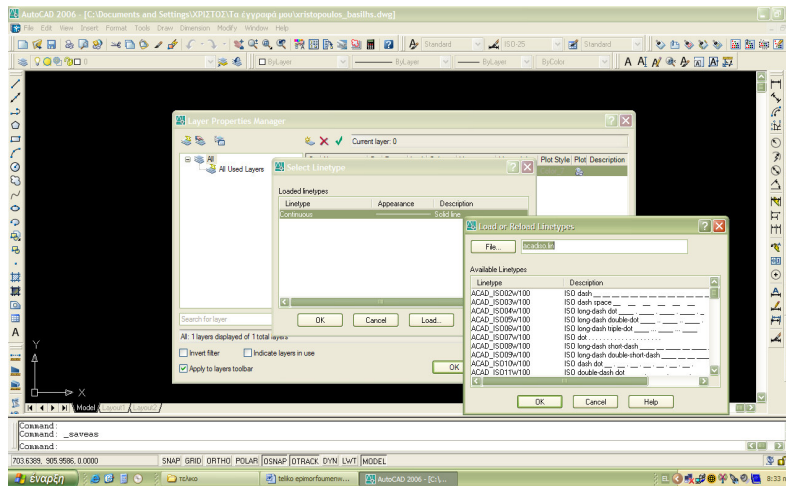 AutoCAD 2006 - [C:\Documents and Settings\ΧΡΙΣΤΟΣ\Τα έγγραφά μου\xristopoulos_basilhs.dwg]
File Edit View Insert Format Tools Draw Dimension Modify Window Help
Standard ISO-25 Standard
0 ByLayer ByLayer ByLayer ByColor
Layer Properties Manager
Current layer: 0
All
All Used Layers
Plot Style Plot Description
Select Linetype
Loaded linetypes
Linetype Appearance Description
Continuous Solid line
OK Cancel Load...
Load or Reload Linetypes
File... acadiso.lin
Available Linetypes
Linetype Description
ACAD_ISO02W100 ISO dash
ACAD_ISO03W100 ISO dash space
ACAD_ISO04W100 ISO long-dash dot
ACAD_ISO05W100 ISO long-dash double-dot
ACAD_ISO06W100 ISO long-dash triple-dot
ACAD_ISO07W100 ISO dot
ACAD_ISO08W100 ISO long-dash short-dash
ACAD_ISO09W100 ISO long-dash double-short-dash
ACAD_ISO10W100 ISO dash dot
ACAD_ISO11W100 ISO double-dash dot
OK Cancel Help
Search for layer
All: 1 layers displayed of 1 total layers
Invert filter Indicate layers in use
Apply to layers toolbar
OK
Y
X
Model Layout1 Layout2
Command:
Command: _saveas
Command:
703.6389, 905.9586, 0.0000 SNAP GRID ORTHO POLAR OSNAP OTRACK DYN LWT MODEL
έναρξη τελικο teliko epimorfoumenw... AutoCAD 2006 - [C:\... EL 8:33